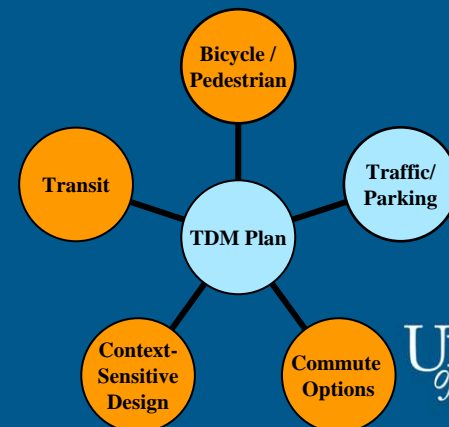 Bicycle /
Pedestrian
Transit
Traffic/
Parking
TDM Plan
Context-
Sensitive
Design
Commute
Options